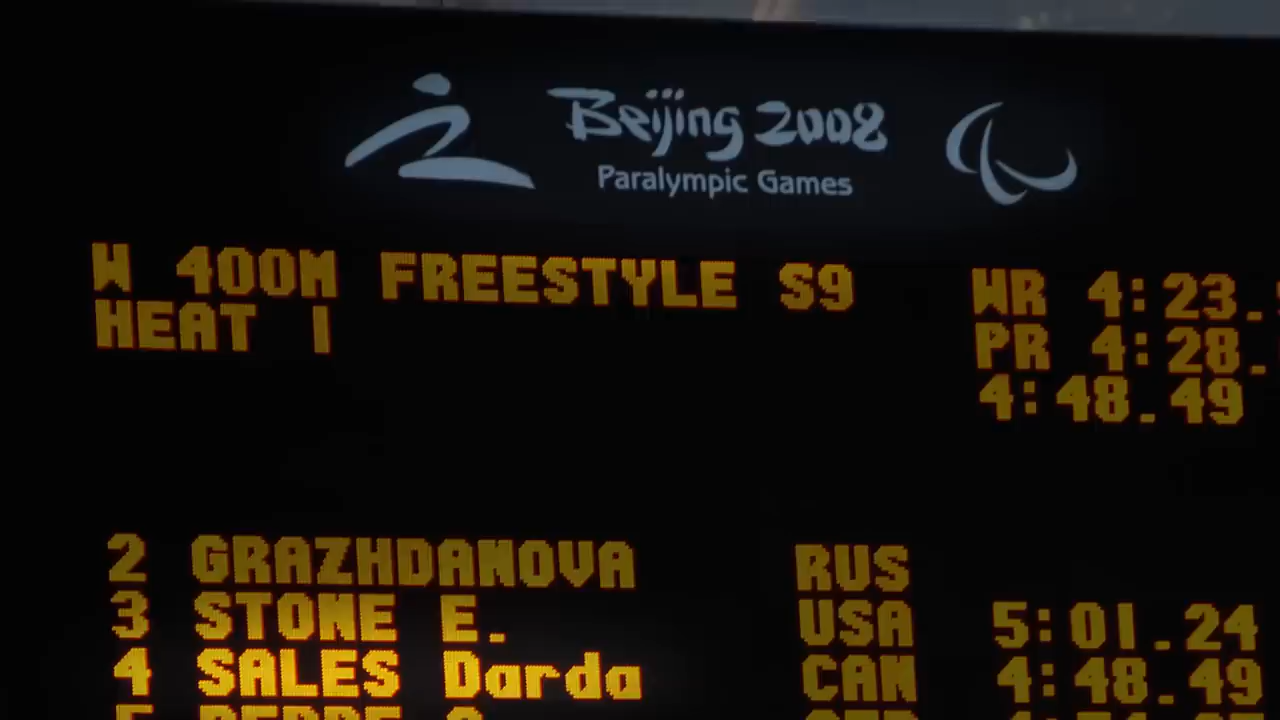 Beijing 2008
Paralympic Games
W 400M FREESTYLE S9 WR 4:23.
HEAT 1 PR 4:28.
4:48.49
2 GRAZHDANOVA RUS
3 STONE E. USA 5:01.24
4 SALES Darda CAN 4:48.49